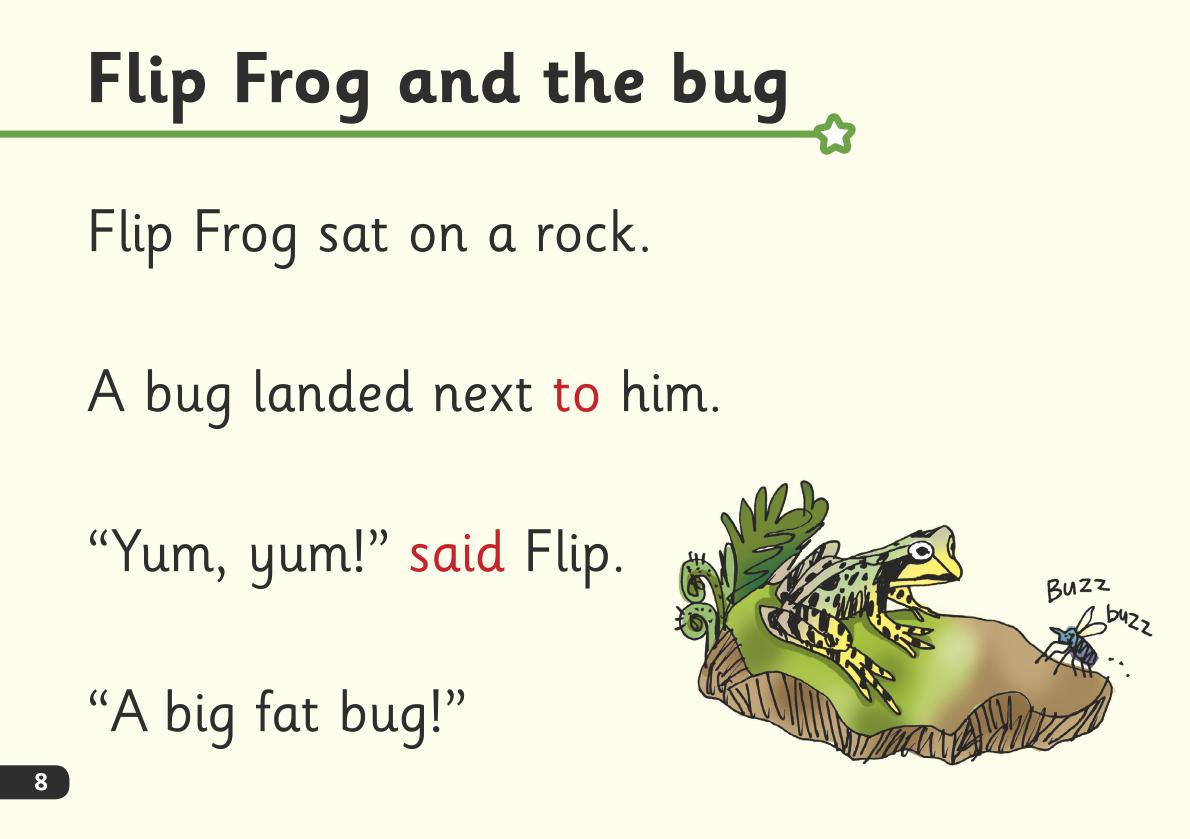 Flip Frog and the bug
Flip Frog sat on a rock.
A bug landed next to him.
“Yum, yum!” said Flip.
“A big fat bug!”
Buzz
buzz
8